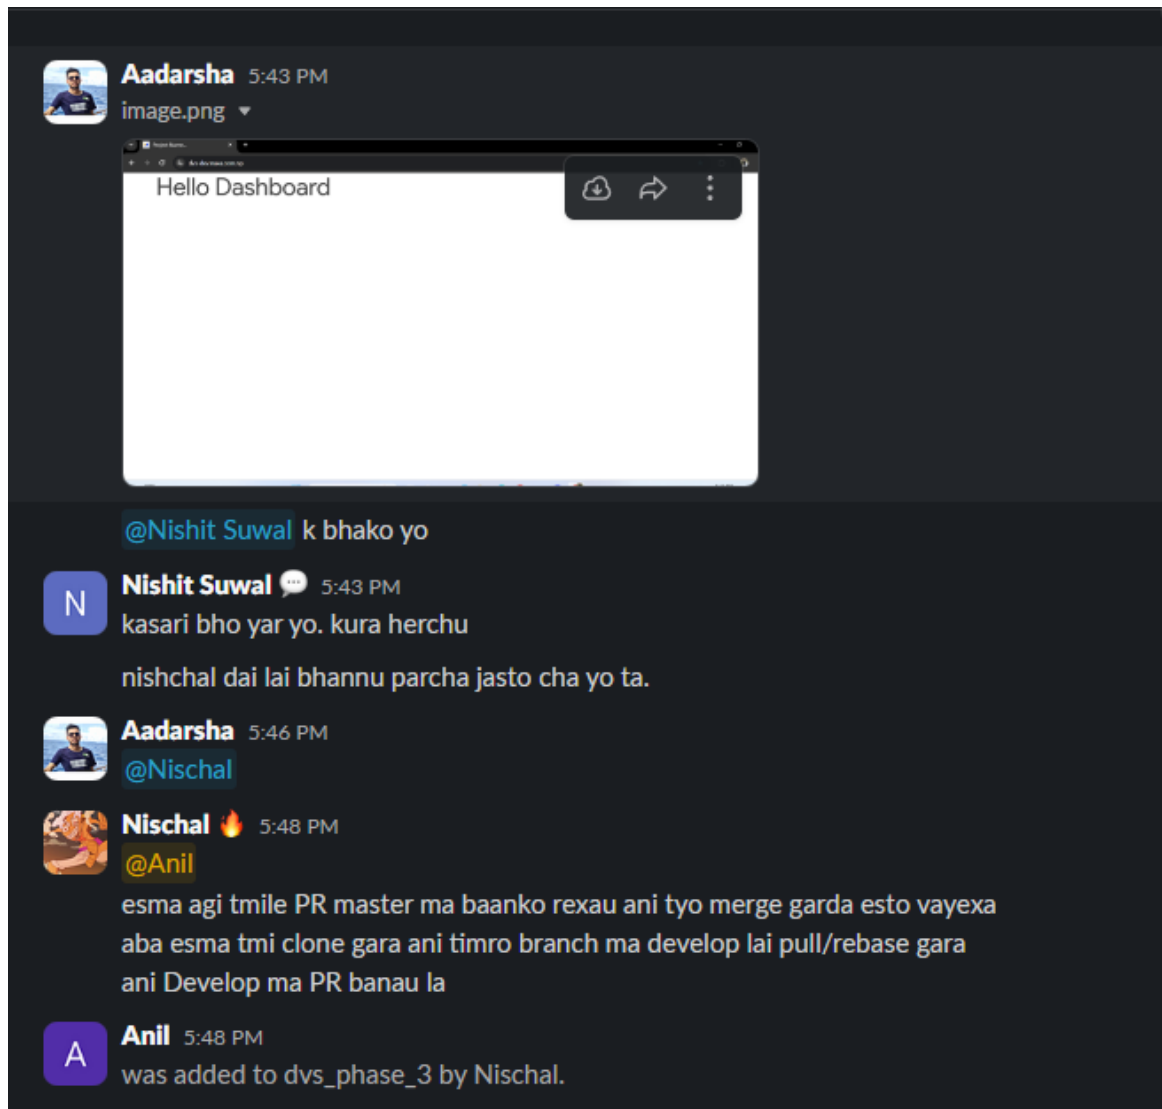 Aadarsha 5:43 PM
image.png
Hello Dashboard
@Nishit Suwal k bhako yo
N
Nishit Suwal 5:43 PM
kasari bho yar yo. kura herchu
nishchal dai lai bhannu parcha jasto cha yo ta.
Aadarsha 5:46 PM
@Nischal
Nischal 🔥 5:48 PM
@Anil
esma agi tmile PR master ma baanko rexau ani tyo merge garda esto vayexa
aba esma tmi clone gara ani timro branch ma develop lai pull/rebase gara
ani Develop ma PR banau la
A
Anil 5:48 PM
was added to dvs_phase_3 by Nischal.